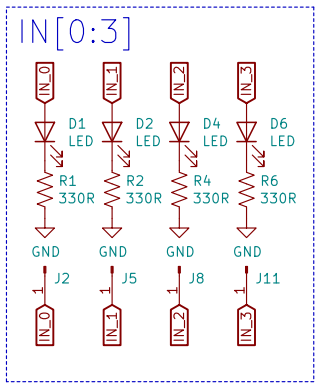 IN[0:3]
IN_0 IN_1 IN_2 IN_3
D1 D2 D4 D6
LED LED LED LED
R1 R2 R4 R6
330R 330R 330R 330R
GND GND GND GND
J2 J5 J8 J11
1 1 1 1
IN_0 IN_1 IN_2 IN_3